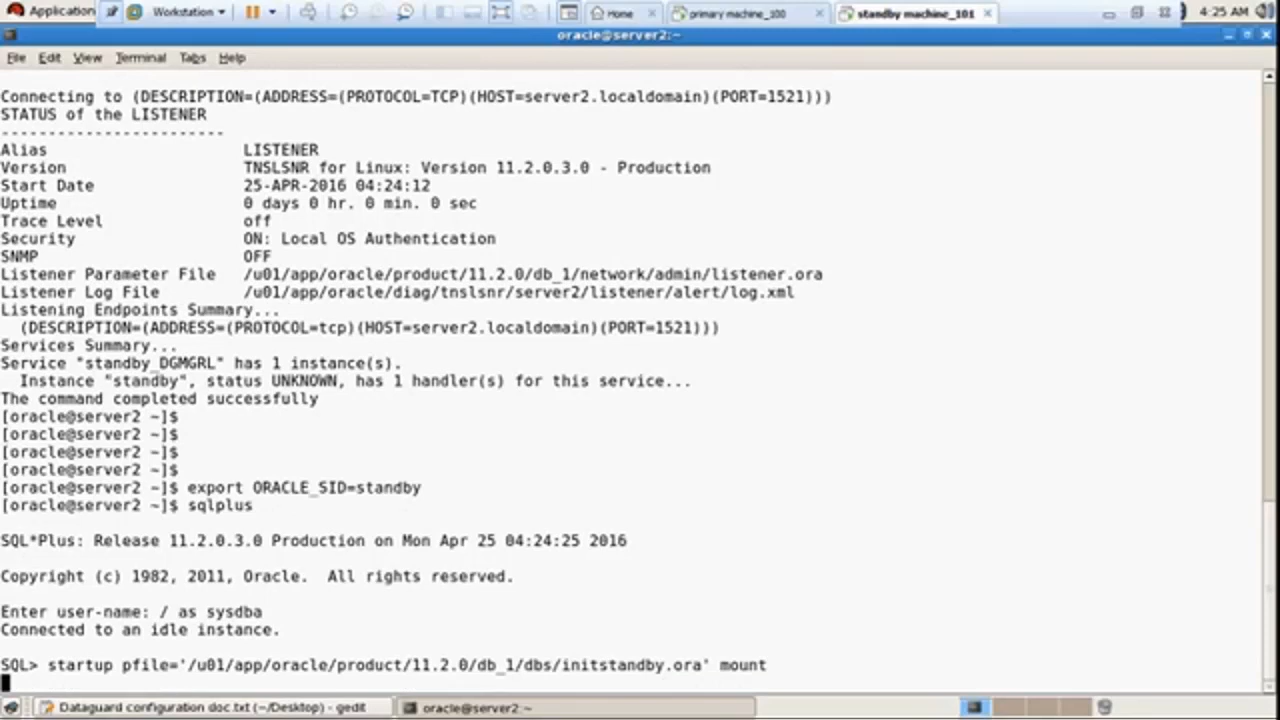 Application Workstation Home primary machine_100 standby machine_101 4:25 AM
oracle@server2:~
File Edit View Terminal Tabs Help
Connecting to (DESCRIPTION=(ADDRESS=(PROTOCOL=TCP)(HOST=server2.localdomain)(PORT=1521)))
STATUS of the LISTENER
------------------------
Alias LISTENER
Version TNSLSNR for Linux: Version 11.2.0.3.0 - Production
Start Date 25-APR-2016 04:24:12
Uptime 0 days 0 hr. 0 min. 0 sec
Trace Level off
Security ON: Local OS Authentication
SNMP OFF
Listener Parameter File /u01/app/oracle/product/11.2.0/db_1/network/admin/listener.ora
Listener Log File /u01/app/oracle/diag/tnslsnr/server2/listener/alert/log.xml
Listening Endpoints Summary...
(DESCRIPTION=(ADDRESS=(PROTOCOL=tcp)(HOST=server2.localdomain)(PORT=1521)))
Services Summary...
Service "standby_DGMGRL" has 1 instance(s).
Instance "standby", status UNKNOWN, has 1 handler(s) for this service...
The command completed successfully
[oracle@server2 ~]$
[oracle@server2 ~]$
[oracle@server2 ~]$
[oracle@server2 ~]$
[oracle@server2 ~]$ export ORACLE_SID=standby
[oracle@server2 ~]$ sqlplus
SQL*Plus: Release 11.2.0.3.0 Production on Mon Apr 25 04:24:25 2016
Copyright (c) 1982, 2011, Oracle. All rights reserved.
Enter user-name: / as sysdba
Connected to an idle instance.
SQL> startup pfile='/u01/app/oracle/product/11.2.0/db_1/dbs/initstandby.ora' mount
Dataguard configuration doc.txt (~/Desktop) - gedit oracle@server2:~